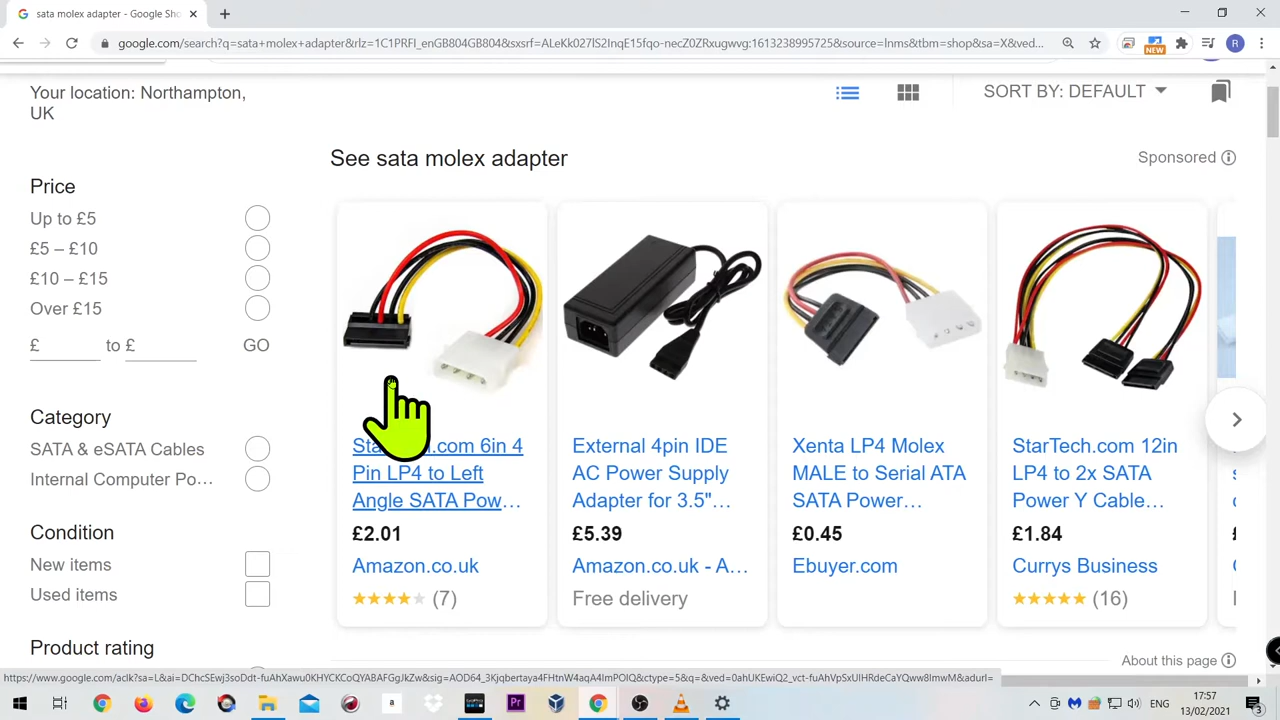 sata molex adapter - Google Sho
google.com/search?q=sata+molex+adapter&rlz=1C1PRFI_enGB804GB804&sxsrf=ALeKk027lS2InqE15fqo-necZ0ZRxugwvg:1613238995725&source=lnms&tbm=shop&sa=X&ved...
NEW
R
Your location: Northampton,
UK
SORT BY: DEFAULT
See sata molex adapter
Sponsored
Price
Up to £5
£5 – £10
£10 – £15
Over £15
£ to £ GO
Category
SATA & eSATA Cables
Internal Computer Po…
Condition
New items
Used items
Product rating
.com 6in 4
Pin LP4 to Left
Angle SATA Pow…
£2.01
Amazon.co.uk
(7)
External 4pin IDE
AC Power Supply
Adapter for 3.5"…
£5.39
Amazon.co.uk - A…
Free delivery
Xenta LP4 Molex
MALE to Serial ATA
SATA Power…
£0.45
Ebuyer.com
StarTech.com 12in
LP4 to 2x SATA
Power Y Cable…
£1.84
Currys Business
(16)
About this page
17:57
ENG
13/02/2021
3